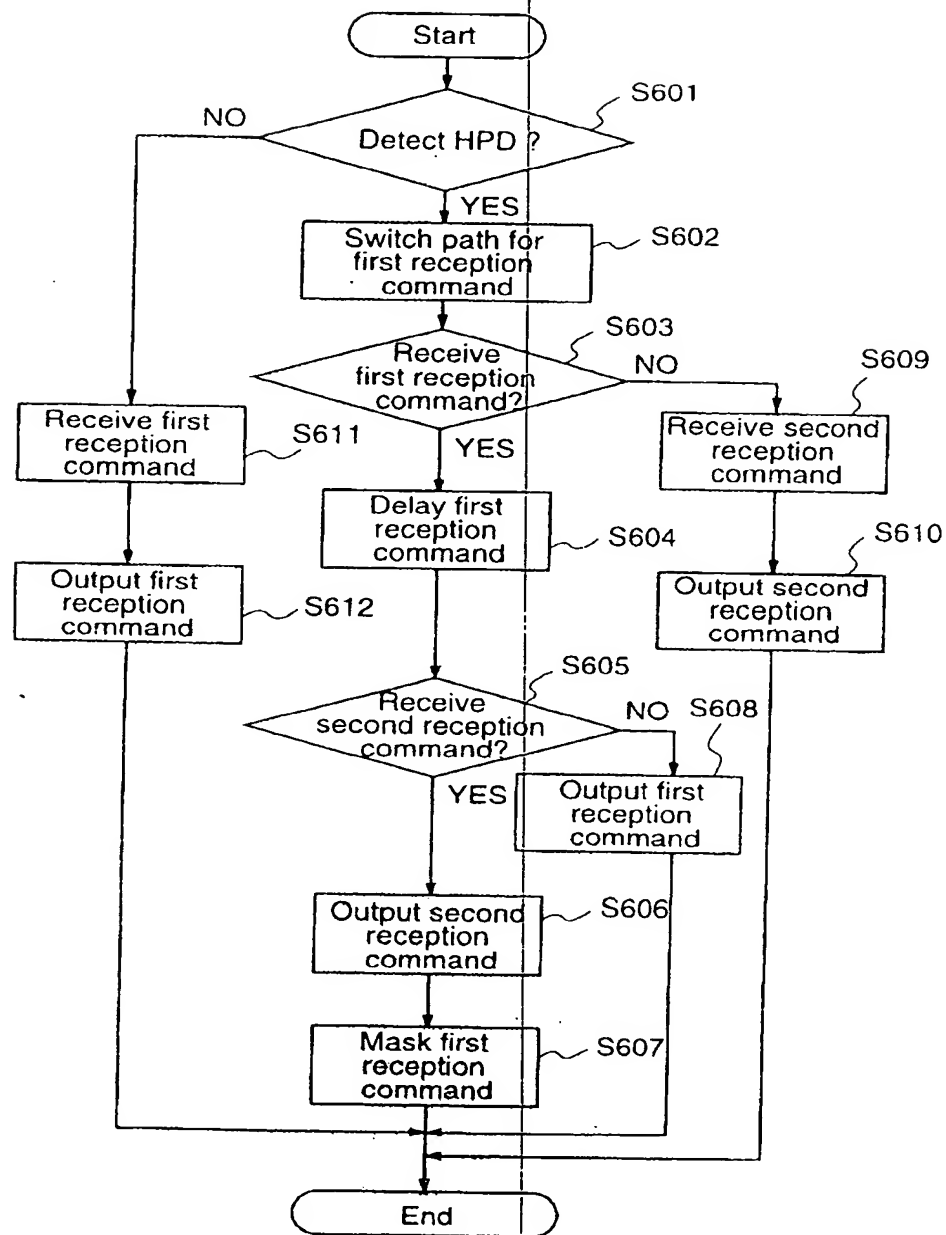 Start
S601
NO
Detect HPD ?
YES
Switch path for
first reception
command
S602
S603
Receive
first reception
command?
NO
S609
Receive first
reception
command
S611
YES
Receive second
reception
command
Delay first
reception
command
S604
S610
Output first
reception
command
S612
Output second
reception
command
S605
Receive
second reception
command?
NO
S608
YES
Output first
reception
command
Output second
reception
command
S606
Mask first
reception
command
S607
End